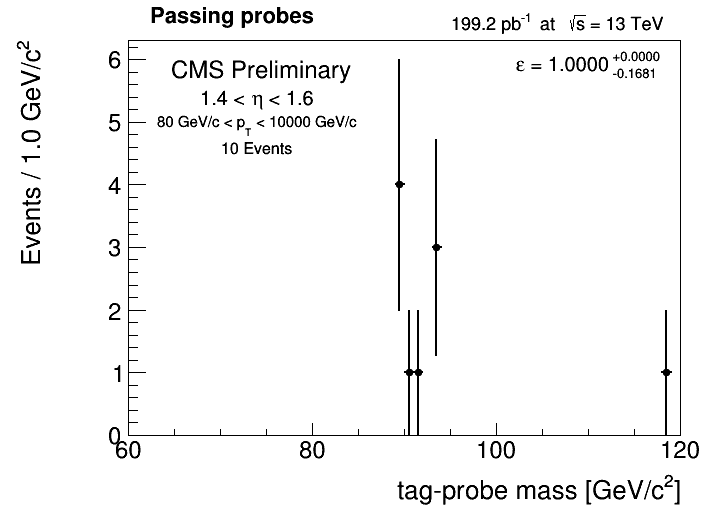 Passing probes
199.2 pb⁻¹ at √s = 13 TeV
CMS Preliminary
ε = 1.0000 +0.0000 -0.1681
1.4 < η < 1.6
80 GeV/c < p_T < 10000 GeV/c
10 Events
Events / 1.0 GeV/c²
6
5
4
3
2
1
0
60 80 100 120
tag-probe mass [GeV/c²]